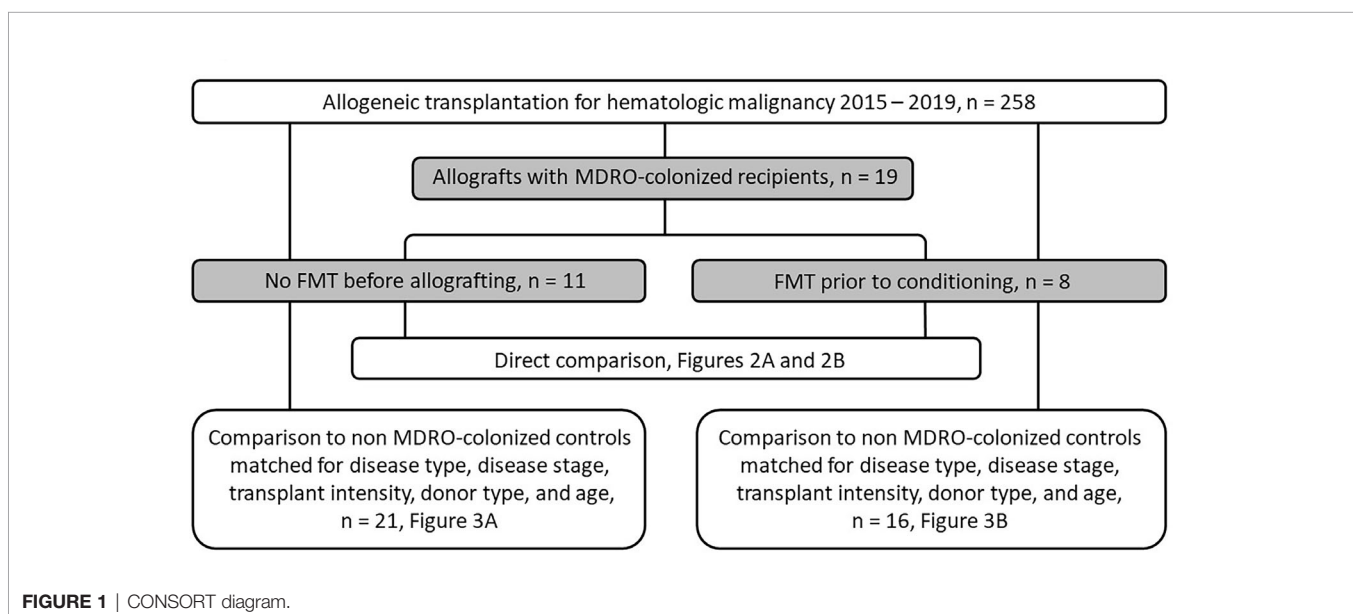 Allogeneic transplantation for hematologic malignancy 2015 – 2019, n = 258
Allografts with MDRO-colonized recipients, n = 19
No FMT before allografting, n = 11
FMT prior to conditioning, n = 8
Direct comparison, Figures 2A and 2B
Comparison to non MDRO-colonized controls
matched for disease type, disease stage,
transplant intensity, donor type, and age,
n = 21, Figure 3A
Comparison to non MDRO-colonized controls
matched for disease type, disease stage,
transplant intensity, donor type, and age,
n = 16, Figure 3B
FIGURE 1 | CONSORT diagram.